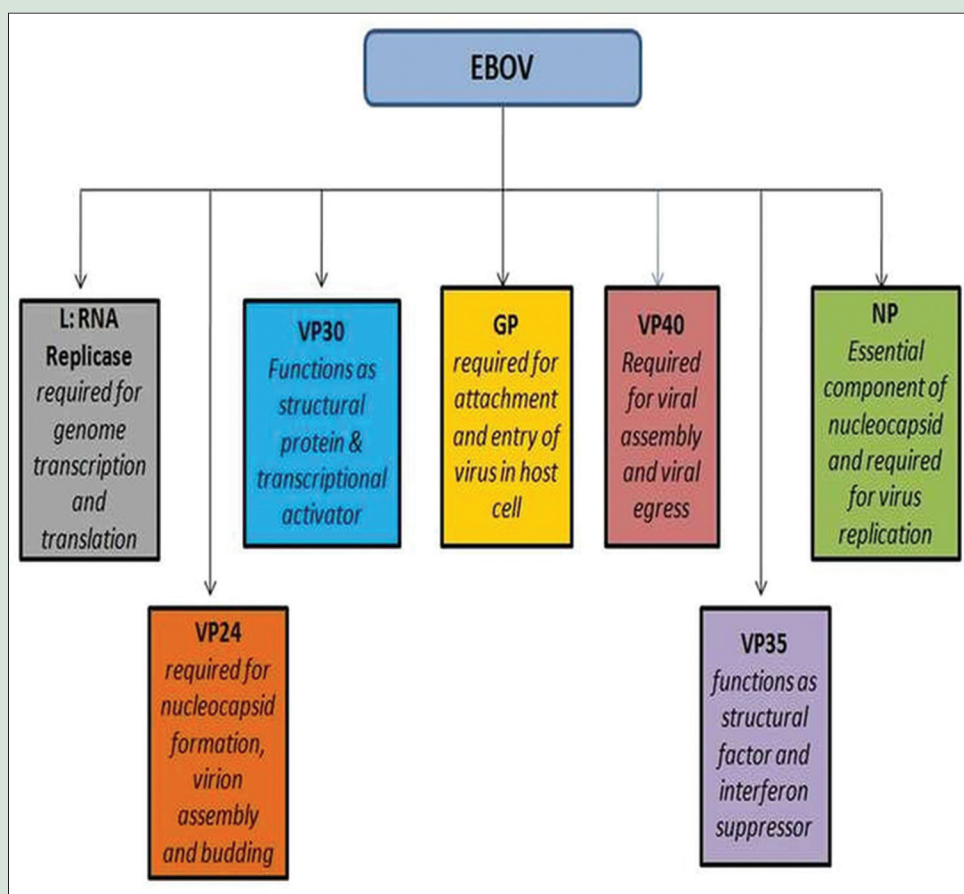 EBOV
L: RNA
Replicase
required for
genome
transcription
and
translation
VP30
Functions as
structural
protein &
transcriptional
activator
GP
required for
attachment
and entry of
virus in host
cell
VP40
Required
for viral
assembly
and viral
egress
NP
Essential
component of
nucleocapsid
and required
for virus
replication
VP24
required for
nucleocapsid
formation,
virion
assembly
and budding
VP35
functions as
structural
factor and
interferon
suppressor